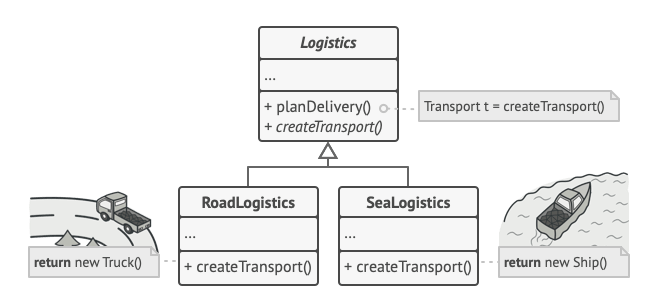 Logistics
...
+ planDelivery()
+ createTransport()
Transport t = createTransport()
RoadLogistics
...
+ createTransport()
SeaLogistics
...
+ createTransport()
return new Truck()
return new Ship()